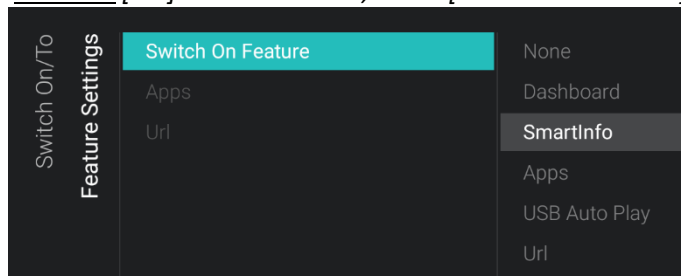 Switch On/To
Feature Settings
Switch On Feature
Apps
Url
None
Dashboard
SmartInfo
Apps
USB Auto Play
Url